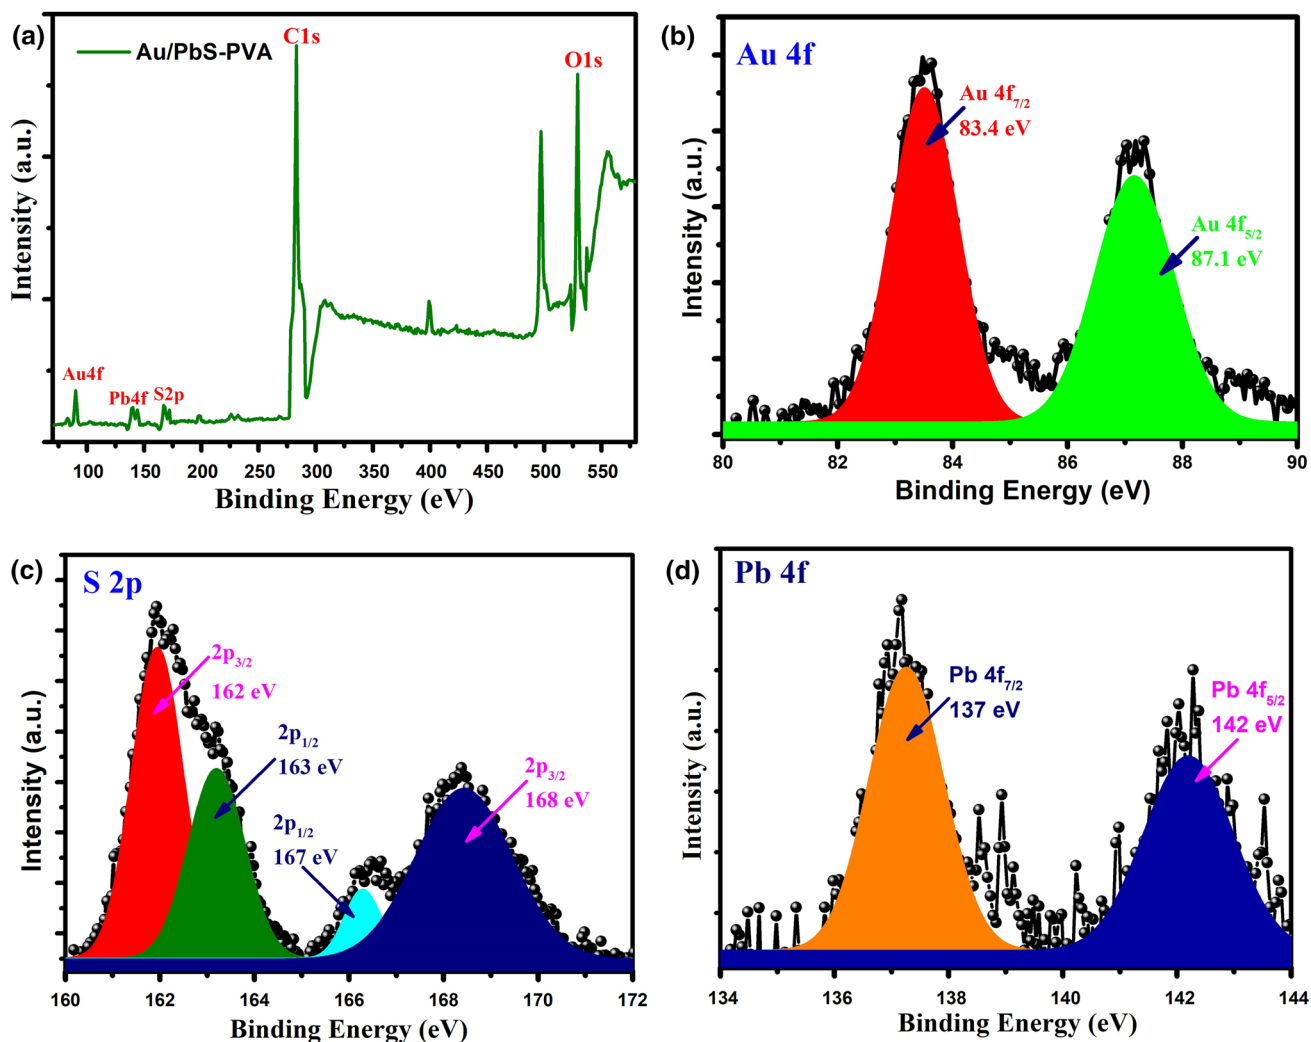 (a)
Au/PbS-PVA
C1s
O1s
Au4f
Pb4f
S2p
Intensity (a.u.)
100 150 200 250 300 350 400 450 500 550
Binding Energy (eV)
(b)
Au 4f
Au 4f7/2
83.4 eV
Au 4f5/2
87.1 eV
Intensity (a.u.)
80 82 84 86 88 90
Binding Energy (eV)
(c)
S 2p
2p3/2
162 eV
2p1/2
163 eV
2p1/2
167 eV
2p3/2
168 eV
Intensity (a.u.)
160 162 164 166 168 170 172
Binding Energy (eV)
(d)
Pb 4f
Pb 4f7/2
137 eV
Pb 4f5/2
142 eV
Intensity (a.u.)
134 136 138 140 142 144
Binding Energy (eV)